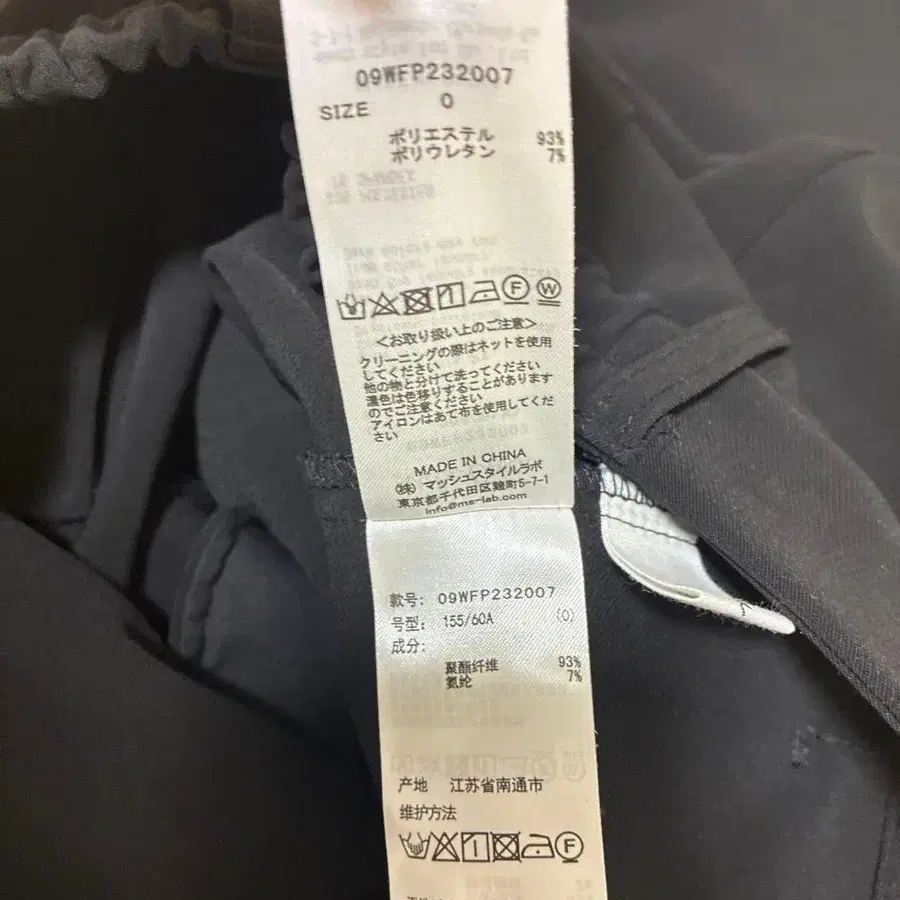 09WFP232007
SIZE 0
ポリエステル 93%
ポリウレタン 7%
<お取り扱い上のご注意>
クリーニングの際はネットを使用
してください
他の物と分けて洗ってください
濃色は色移りすることがあります
のでご注意ください
アイロンはあて布を使用してくだ
さい
MADE IN CHINA
㈱ マッシュスタイルラボ
東京都千代田区麹町5-7-1
info@ms-lab.com
款号: 09WFP232007
号型: 155/60A (0)
成分:
聚酯纤维 93%
氨纶 7%
产地 江苏省南通市
维护方法